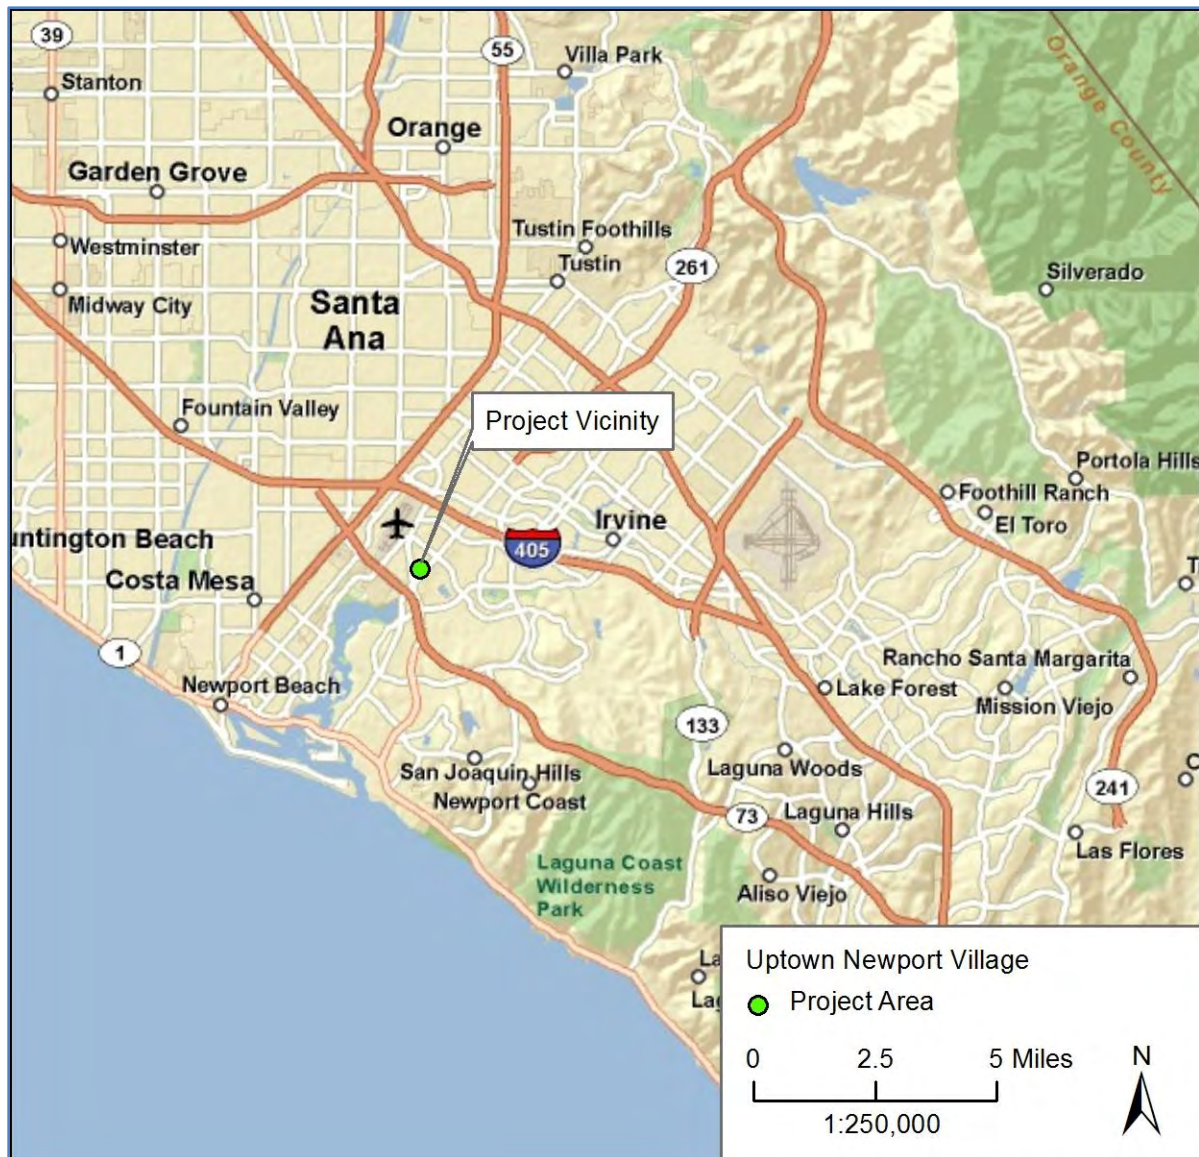 39
55
Villa Park
Stanton
Orange
Garden Grove
Orange County
Tustin Foothills
Westminster
Tustin
261
Silverado
Midway City
Santa
Ana
Fountain Valley
Project Vicinity
Portola Hills
Foothill Ranch
El Toro
Irvine
untington Beach
405
Costa Mesa
T
1
Rancho Santa Margarita
Newport Beach
Lake Forest
Mission Viejo
133
Laguna Woods
San Joaquin Hills
C
241
Newport Coast
73
Laguna Hills
Las Flores
Laguna Coast
Wilderness
Park
Aliso Viejo
La
Lag
Uptown Newport Village
Project Area
0 2.5 5 Miles
1:250,000
N